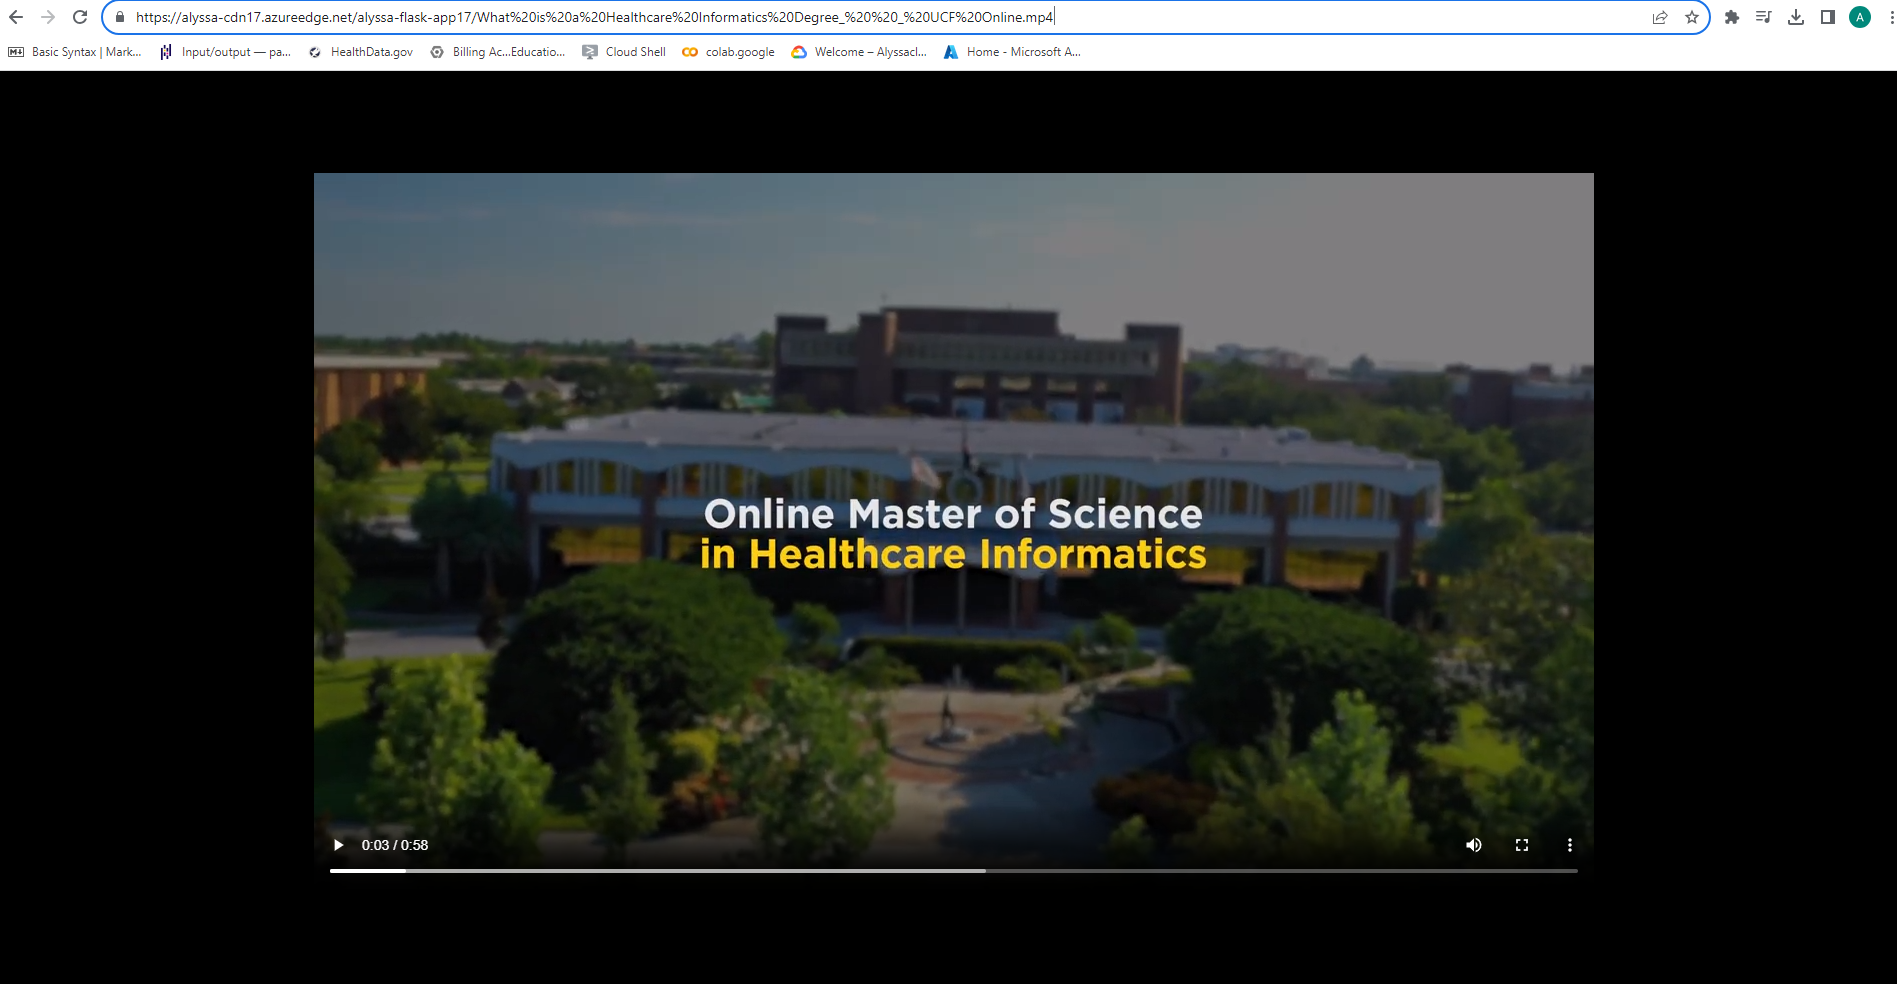 https://alyssa-cdn17.azureedge.net/alyssa-flask-app17/What%20is%20a%20Healthcare%20Informatics%20Degree_%20%20_%20UCF%20Online.mp4
A
Basic Syntax | Mark...
Input/output — pa...
HealthData.gov
Billing Ac...Educatio...
Cloud Shell
colab.google
Welcome – Alyssacl...
Home - Microsoft A...
Online Master of Science
in Healthcare Informatics
0:03 / 0:58